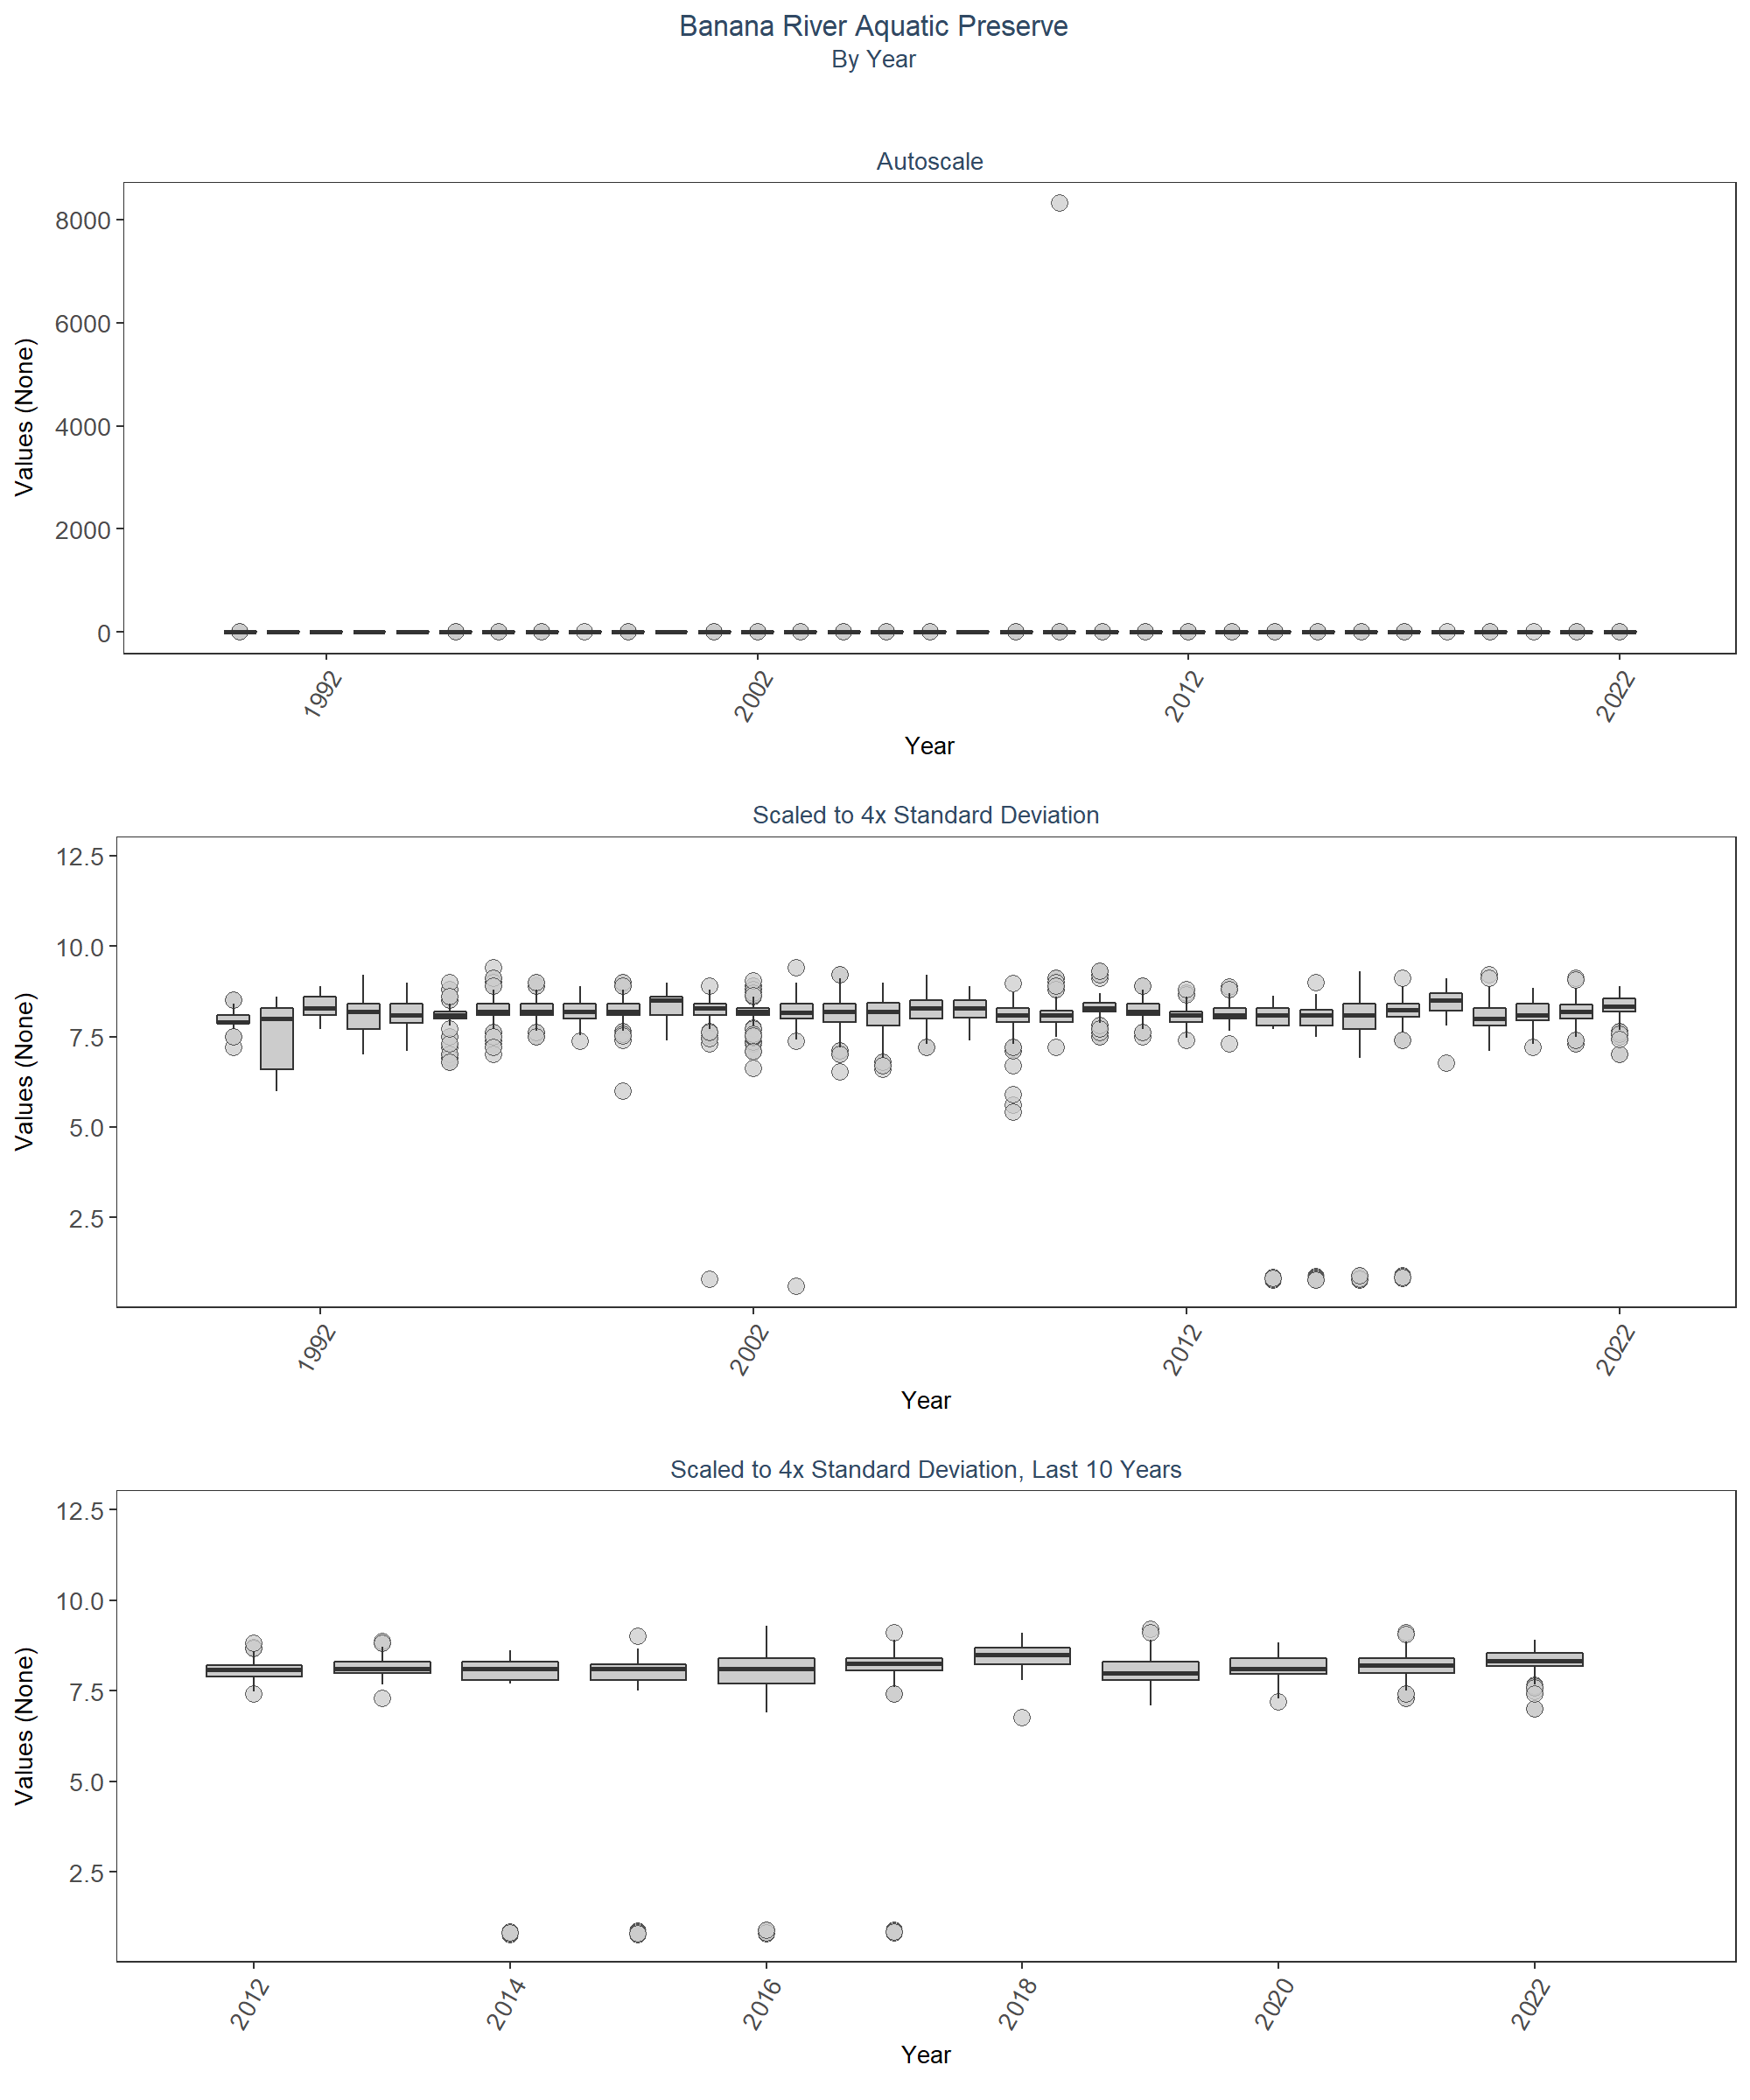 Banana River Aquatic Preserve
By Year
Autoscale
8000
6000
4000
2000
0
Values (None)
1992
2002
2012
2022
Year
Scaled to 4x Standard Deviation
12.5
10.0
7.5
5.0
2.5
Values (None)
1992
2002
2012
2022
Year
Scaled to 4x Standard Deviation, Last 10 Years
12.5
10.0
7.5
5.0
2.5
Values (None)
2012
2014
2016
2018
2020
2022
Year